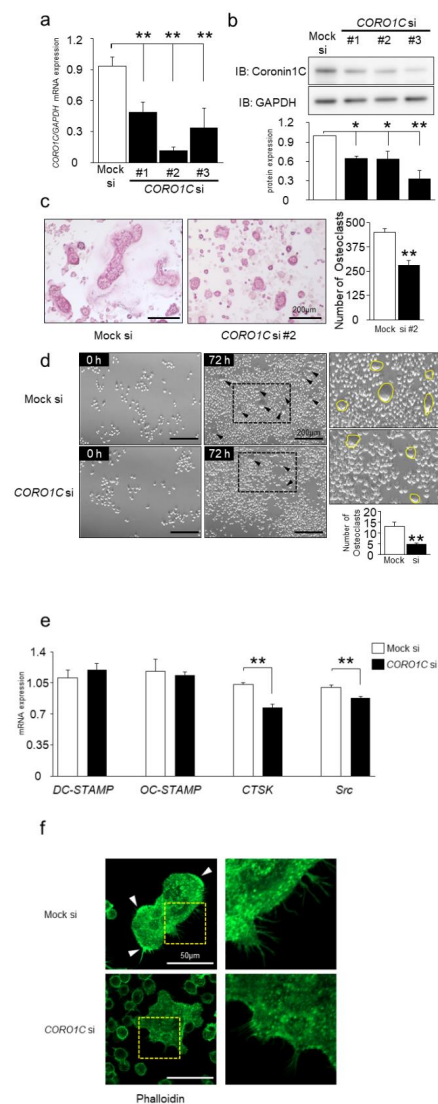 a
CORO1C/GAPDH mRNA expression
1.2
0.9
0.6
0.3
0
** ** **
Mock si
#1 #2 #3
CORO1C si
b
Mock si
CORO1C si
#1 #2 #3
IB: Coronin1C
IB: GAPDH
protein expression
1.2
0.9
0.6
0.3
0
* * **
c
200μm
Mock si
CORO1C si #2
Number of Osteoclasts
500
375
250
125
0
**
Mock si #2
d
Mock si
0 h
72 h
200μm
CORO1C si
0 h
72 h
Number of Osteoclasts
20
15
10
5
0
**
Mock si
e
mRNA expression
1.4
1.05
0.7
0.35
0
** **
Mock si
CORO1C si
DC-STAMP OC-STAMP CTSK Src
f
Mock si
50μm
CORO1C si
Phalloidin